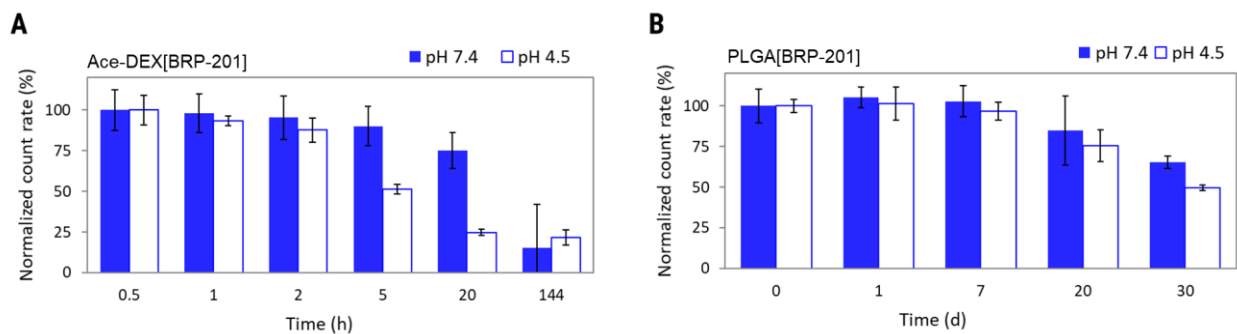 A
Ace-DEX[BRP-201]
pH 7.4 pH 4.5
Normalized count rate (%)
100
75
50
25
0
0.5 1 2 5 20 144
Time (h)
B
PLGA[BRP-201]
pH 7.4 pH 4.5
Normalized count rate (%)
100
75
50
25
0
0 1 7 20 30
Time (d)